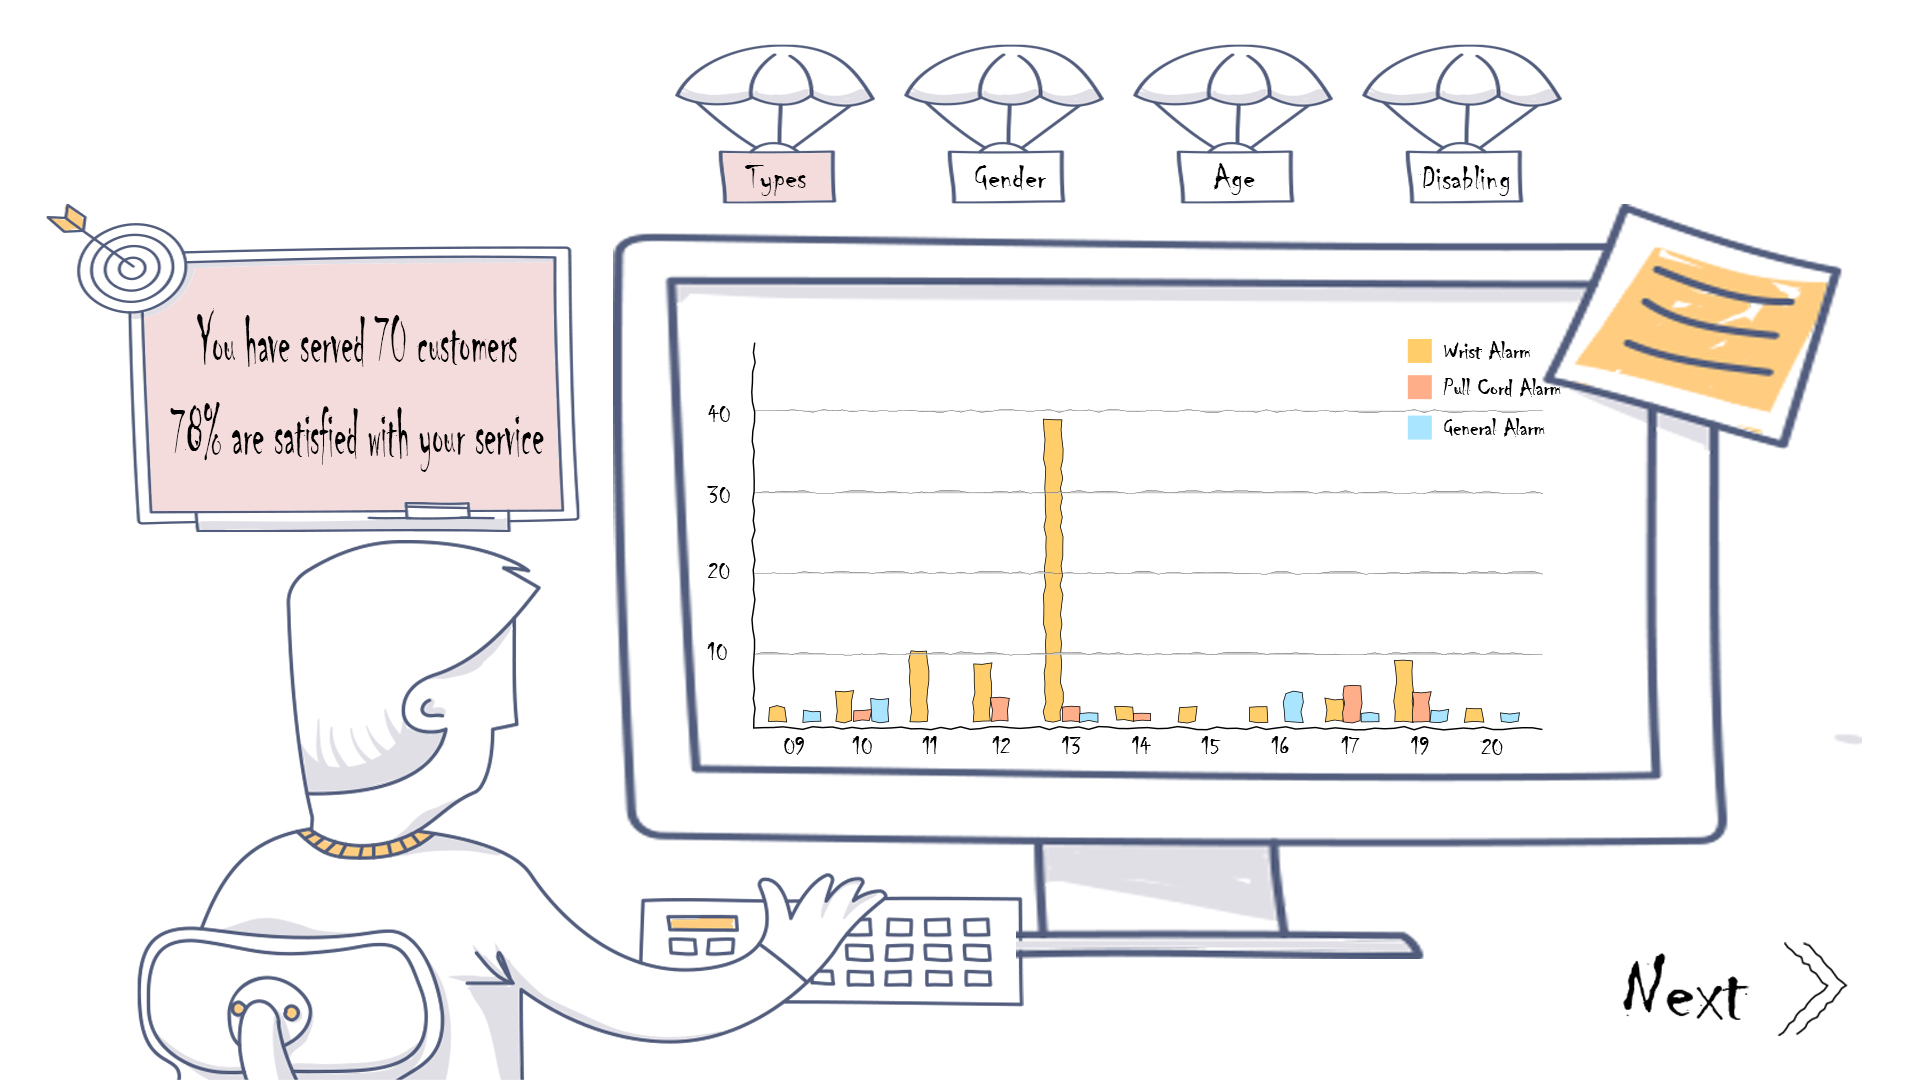 Types
Gender
Age
Disabling
You have served 70 customers
78% are satisfied with your service
Wrist Alarm
Pull Cord Alarm
General Alarm
40
30
20
10
09 10 11 12 13 14 15 16 17 19 20
Next